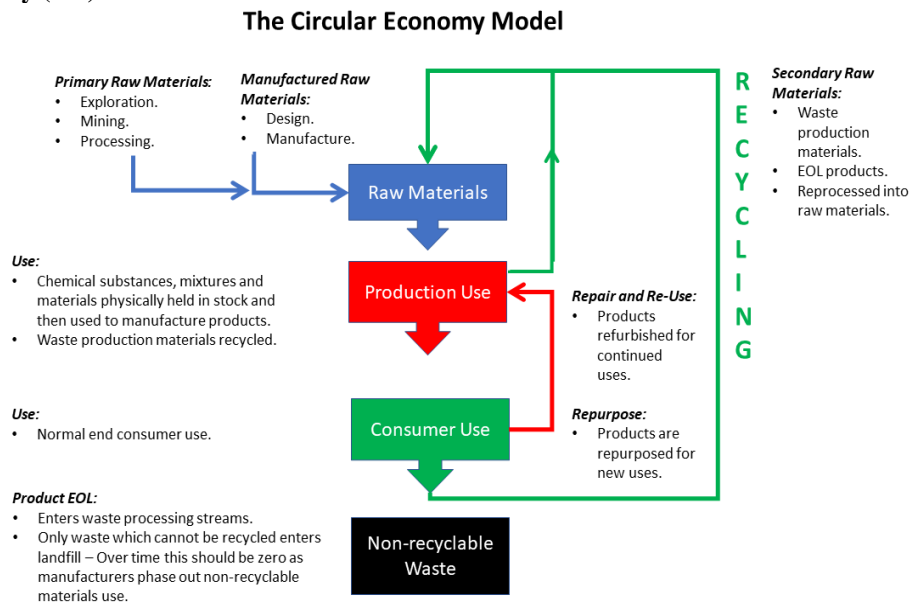 The Circular Economy Model
Primary Raw Materials:
• Exploration.
• Mining.
• Processing.
Manufactured Raw
Materials:
• Design.
• Manufacture.
Raw Materials
R
E
C
Y
C
L
I
N
G
Secondary Raw
Materials:
• Waste
production
materials.
• EOL products.
• Reprocessed into
raw materials.
Use:
• Chemical substances, mixtures and
materials physically held in stock and
then used to manufacture products.
• Waste production materials recycled.
Production Use
Repair and Re-Use:
• Products
refurbished for
continued
uses.
Use:
• Normal end consumer use.
Consumer Use
Repurpose:
• Products are
repurposed for
new uses.
Product EOL:
• Enters waste processing streams.
• Only waste which cannot be recycled enters
landfill – Over time this should be zero as
manufacturers phase out non-recyclable
materials use.
Non-recyclable
Waste